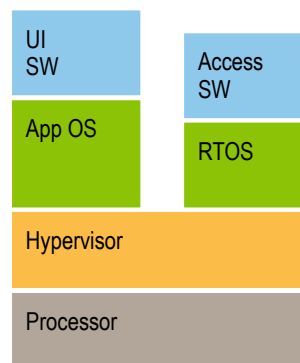 UI
SW
Access
SW
App OS
RTOS
Hypervisor
Processor